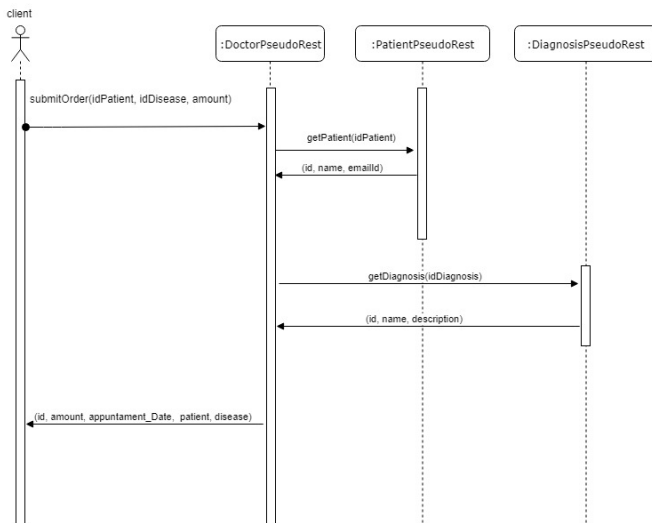 client
:DoctorPseudoRest
:PatientPseudoRest
:DiagnosisPseudoRest
submitOrder(idPatient, idDisease, amount)
getPatient(idPatient)
(id, name, emailId)
getDiagnosis(idDiagnosis)
(id, name, description)
(id, amount, appuntament_Date, patient, disease)